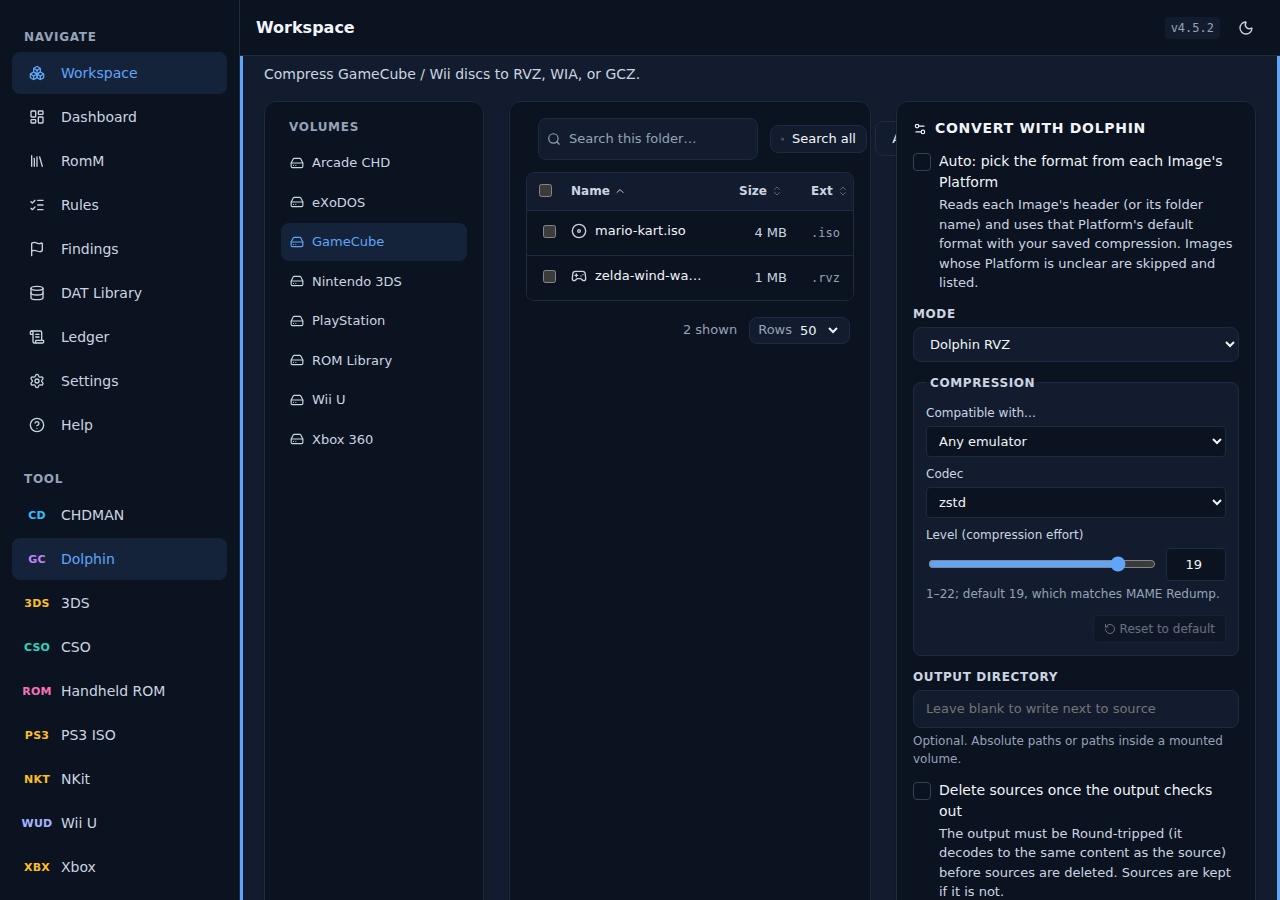 NAVIGATE
Workspace
Dashboard
RomM
Rules
Findings
DAT Library
Ledger
Settings
Help
TOOL
CD CHDMAN
GC Dolphin
3DS 3DS
CSO CSO
ROM Handheld ROM
PS3 PS3 ISO
NKT NKit
WUD Wii U
XBX Xbox
Workspace
v4.5.2
Compress GameCube / Wii discs to RVZ, WIA, or GCZ.
VOLUMES
Arcade CHD
eXoDOS
GameCube
Nintendo 3DS
PlayStation
ROM Library
Wii U
Xbox 360
Search this folder…
Search all
Name Size Ext
mario-kart.iso 4 MB .iso
zelda-wind-wa… 1 MB .rvz
2 shown Rows 50
CONVERT WITH DOLPHIN
Auto: pick the format from each Image's
Platform
Reads each Image's header (or its folder
name) and uses that Platform's default
format with your saved compression. Images
whose Platform is unclear are skipped and
listed.
MODE
Dolphin RVZ
COMPRESSION
Compatible with…
Any emulator
Codec
zstd
Level (compression effort)
19
1–22; default 19, which matches MAME Redump.
Reset to default
OUTPUT DIRECTORY
Leave blank to write next to source
Optional. Absolute paths or paths inside a mounted
volume.
Delete sources once the output checks
out
The output must be Round-tripped (it
decodes to the same content as the source)
before sources are deleted. Sources are kept
if it is not.